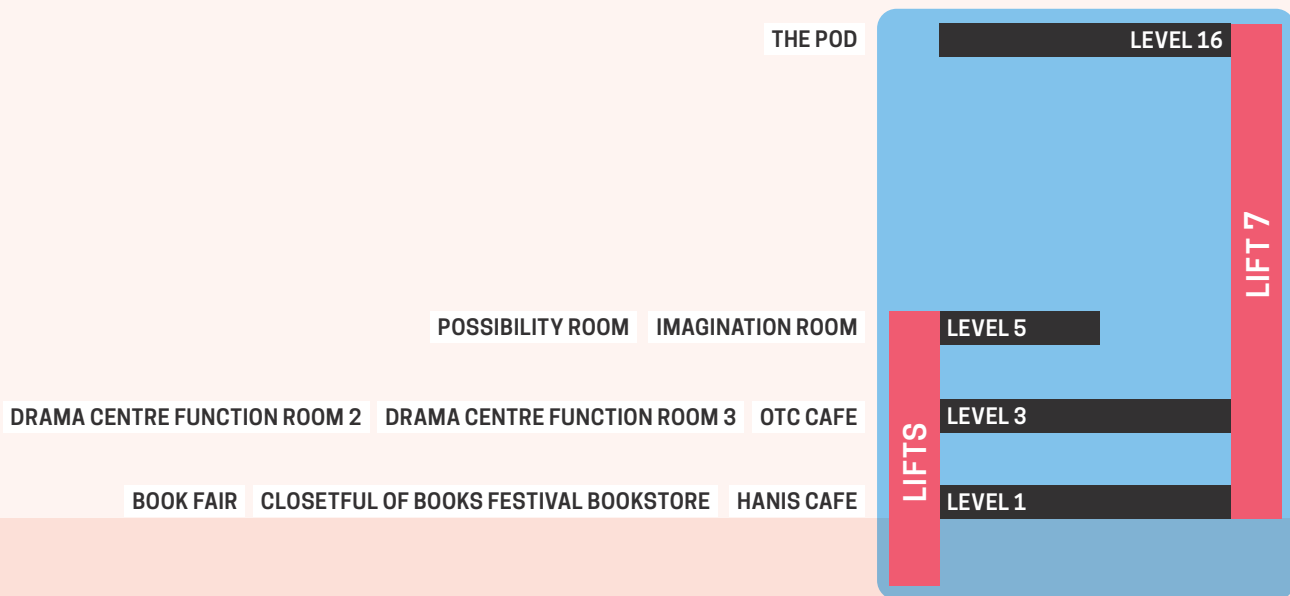 THE POD LEVEL 16
LIFT 7
POSSIBILITY ROOM IMAGINATION ROOM LEVEL 5
DRAMA CENTRE FUNCTION ROOM 2 DRAMA CENTRE FUNCTION ROOM 3 OTC CAFE LEVEL 3
LIFTS
BOOK FAIR CLOSETFUL OF BOOKS FESTIVAL BOOKSTORE HANIS CAFE LEVEL 1